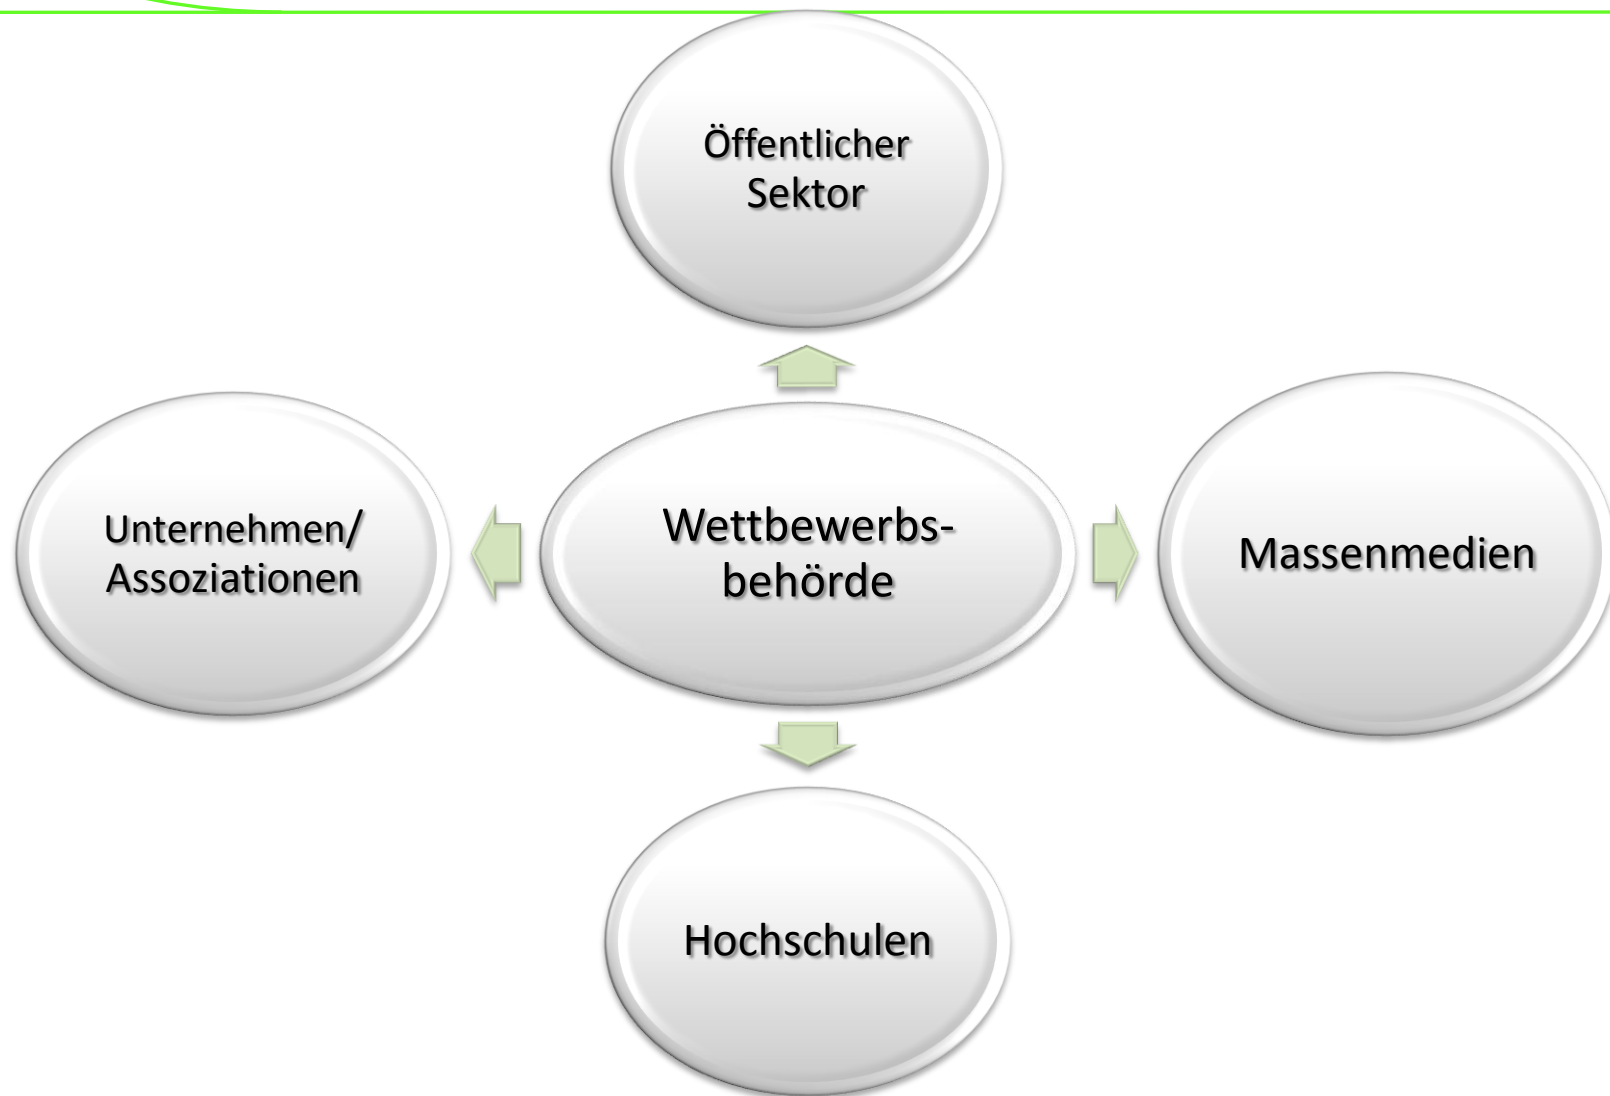 Öffentlicher
Sektor
Unternehmen/
Assoziationen
Wettbewerbs-
behörde
Massenmedien
Hochschulen